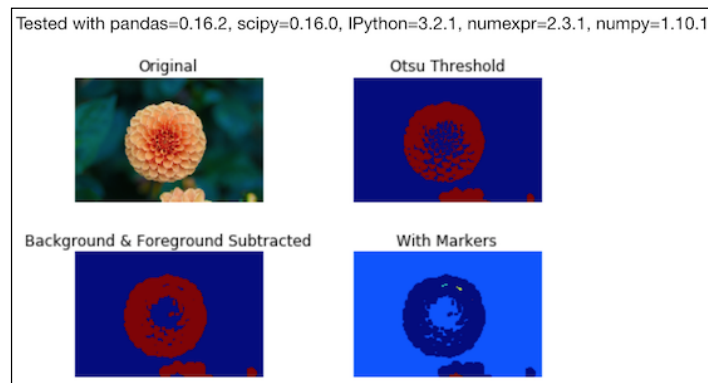 Tested with pandas=0.16.2, scipy=0.16.0, IPython=3.2.1, numexpr=2.3.1, numpy=1.10.1
Original
Otsu Threshold
Background & Foreground Subtracted
With Markers